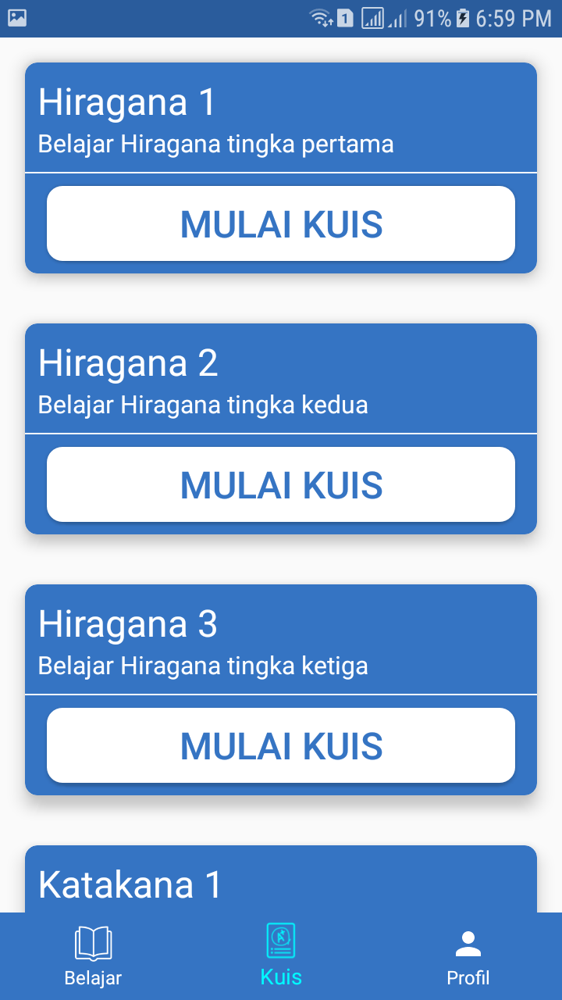 1 91% 6:59 PM
Hiragana 1
Belajar Hiragana tingka pertama
MULAI KUIS
Hiragana 2
Belajar Hiragana tingka kedua
MULAI KUIS
Hiragana 3
Belajar Hiragana tingka ketiga
MULAI KUIS
Katakana 1
Belajar Kuis Profil